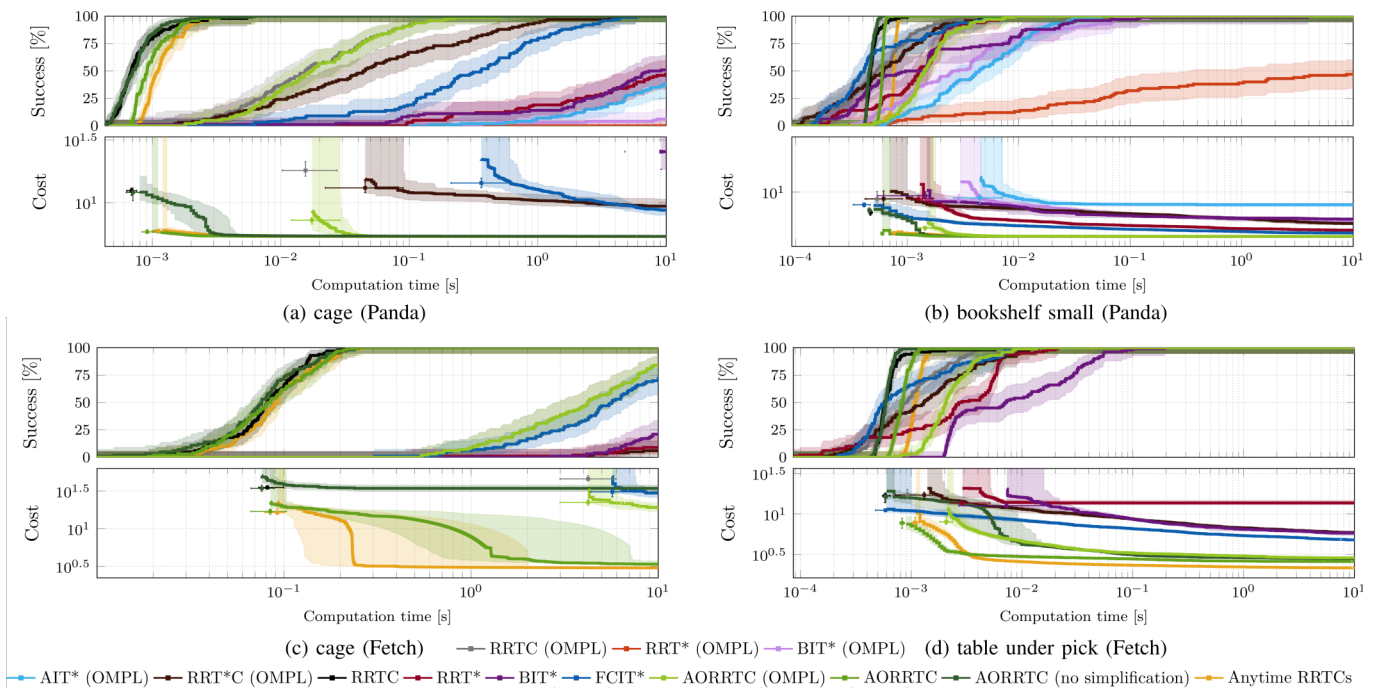 100
75
50
25
0
Success [%]
10^1.5
10^1
Cost
10^−3 10^−2 10^−1 10^0 10^1
Computation time [s]
(a) cage (Panda)
100
75
50
25
0
Success [%]
10^1
Cost
10^−4 10^−3 10^−2 10^−1 10^0 10^1
Computation time [s]
(b) bookshelf small (Panda)
100
75
50
25
0
Success [%]
10^1.5
10^1
10^0.5
Cost
10^−1 10^0 10^1
Computation time [s]
(c) cage (Fetch)
100
75
50
25
0
Success [%]
10^1.5
10^1
10^0.5
Cost
10^−4 10^−3 10^−2 10^−1 10^0 10^1
Computation time [s]
(d) table under pick (Fetch)
RRTC (OMPL) RRT* (OMPL) BIT* (OMPL)
AIT* (OMPL) RRT*C (OMPL) RRTC RRT* BIT* FCIT* AORRTC (OMPL) AORRTC AORRTC (no simplification) Anytime RRTCs